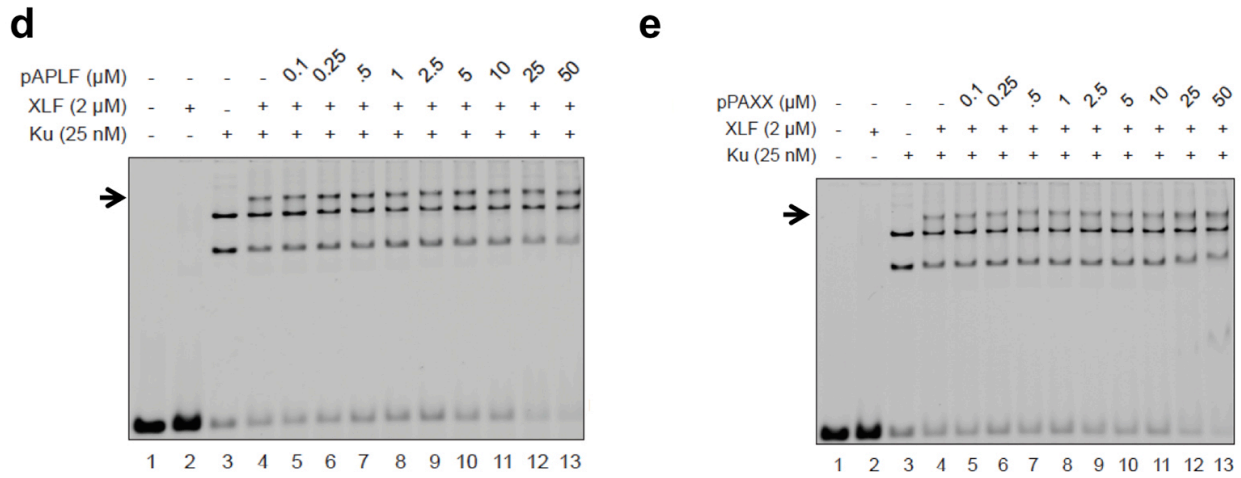 d
pAPLF (µM) - - - - 0.1 0.25 .5 1 2.5 5 10 25 50
XLF (2 µM) - + - + + + + + + + + + +
Ku (25 nM) - - + + + + + + + + + + +
1 2 3 4 5 6 7 8 9 10 11 12 13
e
pPAXX (µM) - - - - 0.1 0.25 .5 1 2.5 5 10 25 50
XLF (2 µM) - + - + + + + + + + + + +
Ku (25 nM) - - + + + + + + + + + + +
1 2 3 4 5 6 7 8 9 10 11 12 13